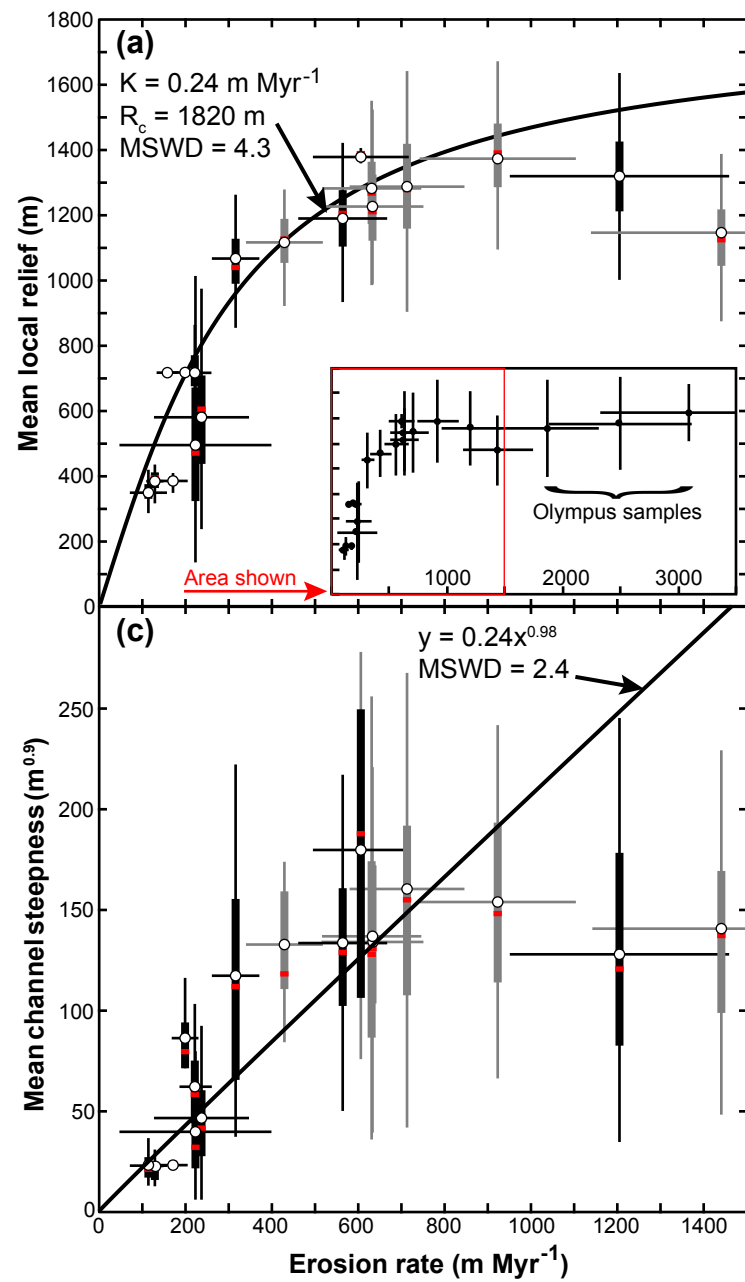 (a)
K = 0.24 m Myr-1
Rc = 1820 m
MSWD = 4.3
Mean local relief (m)
1800
1600
1400
1200
1000
800
600
400
200
0
Olympus samples
Area shown
1000
2000
3000
(c)
y = 0.24x0.98
MSWD = 2.4
Mean channel steepness (m0.9)
250
200
150
100
50
0
0
200
400
600
800
1000
1200
1400
Erosion rate (m Myr-1)